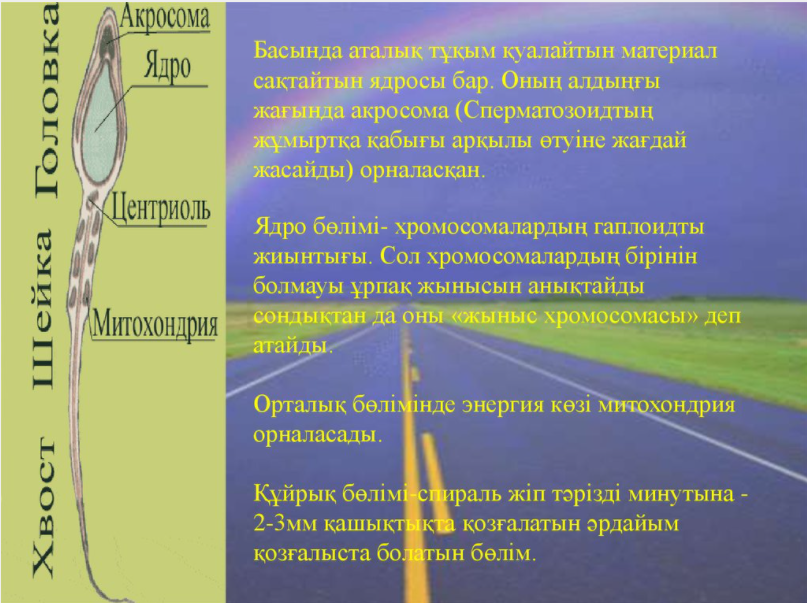 Акросома
Ядро
Центриоль
Митохондрия
Головка
Шейка
Хвост
Басында аталық тұқым қуалайтын материал
сақтайтын ядросы бар. Оның алдыңғы
жағында акросома (Сперматозоидтың
жұмыртқа қабығы арқылы өтуіне жағдай
жасайды) орналасқан.
Ядро бөлімі- хромосомалардың гаплоидты
жиынтығы. Сол хромосомалардың бірінін
болмауы ұрпақ жынысын анықтайды
сондықтан да оны «жыныс хромосомасы» деп
атайды.
Орталық бөлімінде энергия көзі митохондрия
орналасады.
Құйрық бөлімі-спираль жіп тәрізді минутына -
2-3мм қашықтықта қозғалатын әрдайым
қозғалыста болатын бөлім.